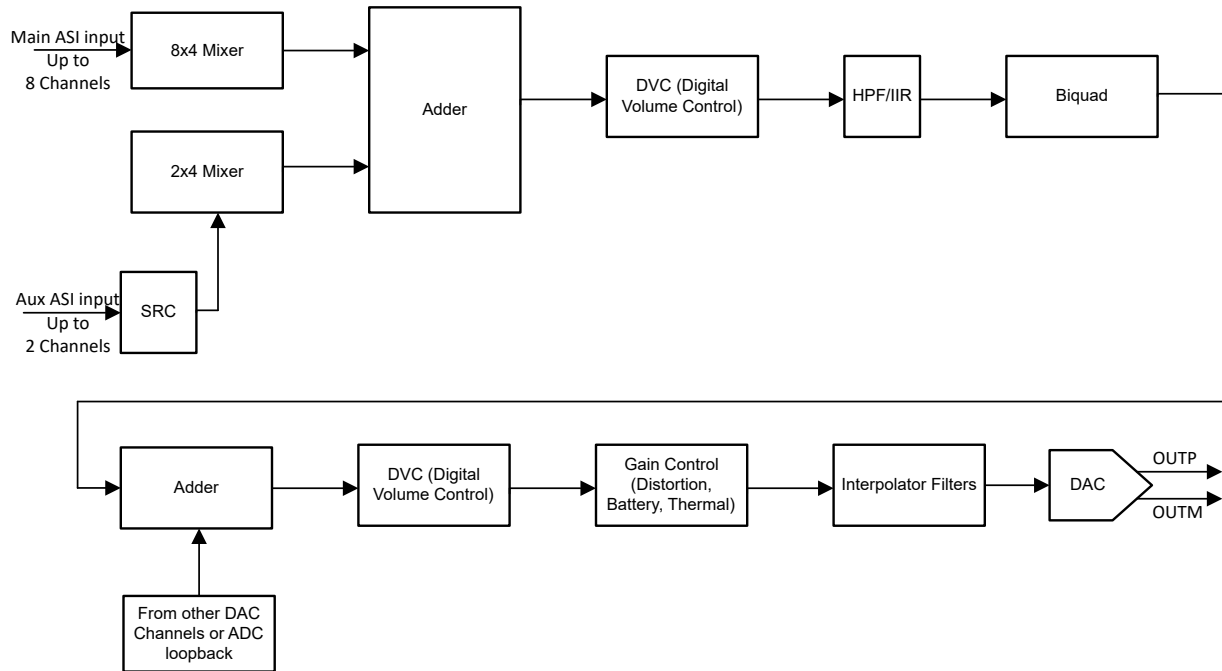 Main ASI input
Up to
8 Channels
8x4 Mixer
Adder
DVC (Digital
Volume Control)
HPF/IIR
Biquad
2x4 Mixer
Aux ASI input
Up to
2 Channels
SRC
Adder
DVC (Digital
Volume Control)
Gain Control
(Distortion,
Battery, Thermal)
Interpolator Filters
DAC
OUTP
OUTM
From other DAC
Channels or ADC
loopback